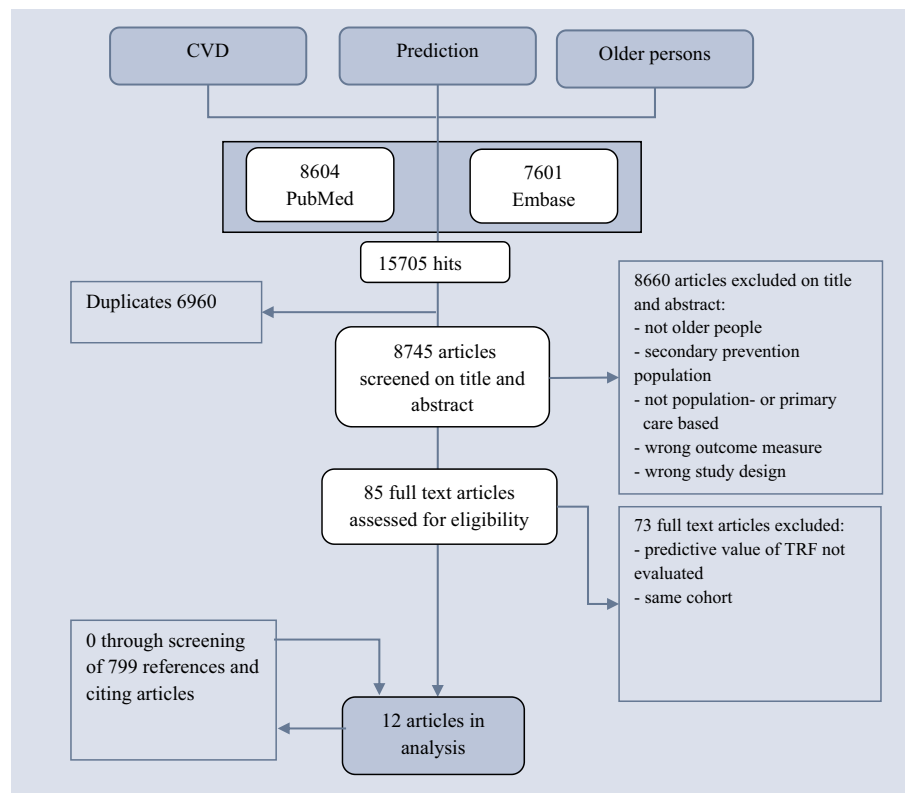 CVD
Prediction
Older persons
8604
PubMed
7601
Embase
15705 hits
Duplicates 6960
8660 articles excluded on title
and abstract:
- not older people
- secondary prevention
population
- not population- or primary
care based
- wrong outcome measure
- wrong study design
8745 articles
screened on title and
abstract
85 full text articles
assessed for eligibility
73 full text articles excluded:
- predictive value of TRF not
evaluated
- same cohort
0 through screening
of 799 references and
citing articles
12 articles in
analysis